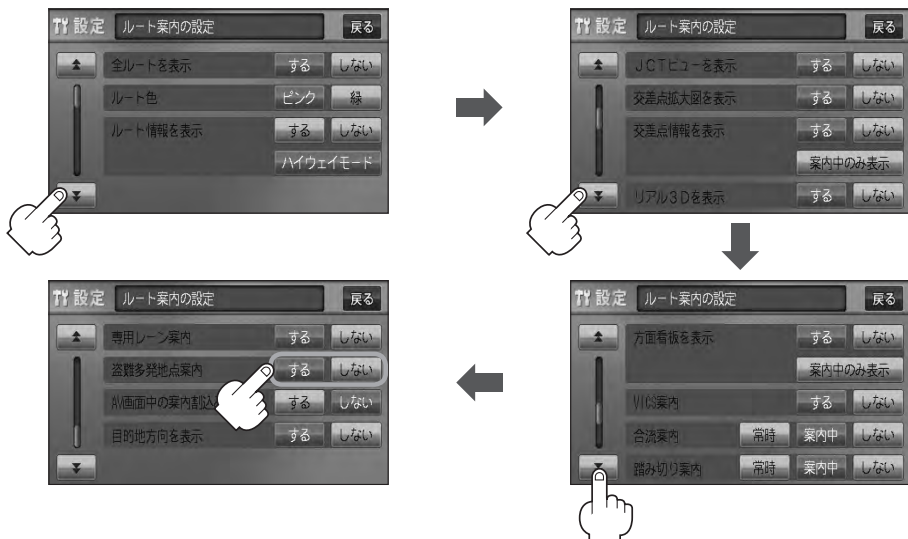 設定 ルート案内の設定 戻る
全ルートを表示 する しない
ルート色 ピンク 緑
ルート情報を表示 する しない
ハイウェイモード
設定 ルート案内の設定 戻る
JCTビューを表示 する しない
交差点拡大図を表示 する しない
交差点情報を表示 する しない
案内中のみ表示
リアル3Dを表示 する しない
設定 ルート案内の設定 戻る
方面看板を表示 する しない
案内中のみ表示
VICS案内 する しない
合流案内 常時 案内中 しない
踏み切り案内 常時 案内中 しない
設定 ルート案内の設定 戻る
専用レーン案内 する しない
盗難多発地点案内 する しない
AV画面中の案内割込 する しない
目的地方向を表示 する しない